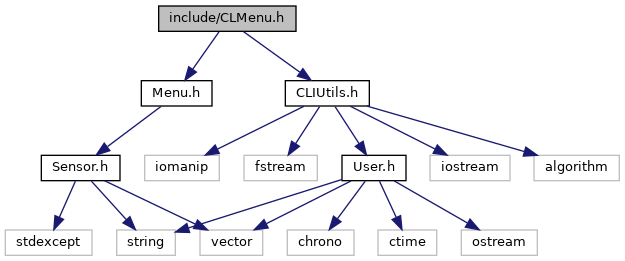 include/CLMenu.h
Menu.h
CLIUtils.h
Sensor.h
iomanip
fstream
User.h
iostream
algorithm
stdexcept
string
vector
chrono
ctime
ostream